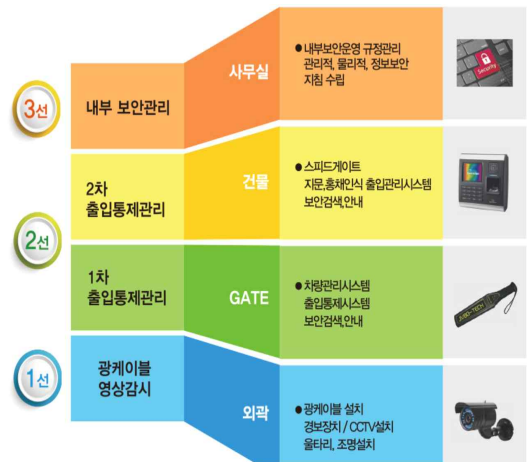 3선
내부 보안관리
사무실
● 내부보안운영 규정관리
관리적, 물리적, 정보보안
지침 수립
Security
2선
2차
출입통제관리
건물
● 스피드게이트
지문,홍채인식 출입관리시스템
보안검색,안내
1차
출입통제관리
GATE
● 차량관리시스템
출입통제시스템
보안검색,안내
1선
광케이블
영상감시
외곽
● 광케이블 설치
경보장치 / CCTV설치
울타리, 조명설치